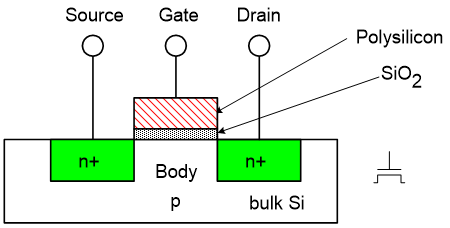 Source Gate Drain
Polysilicon
SiO2
n+ n+
Body
p
bulk Si